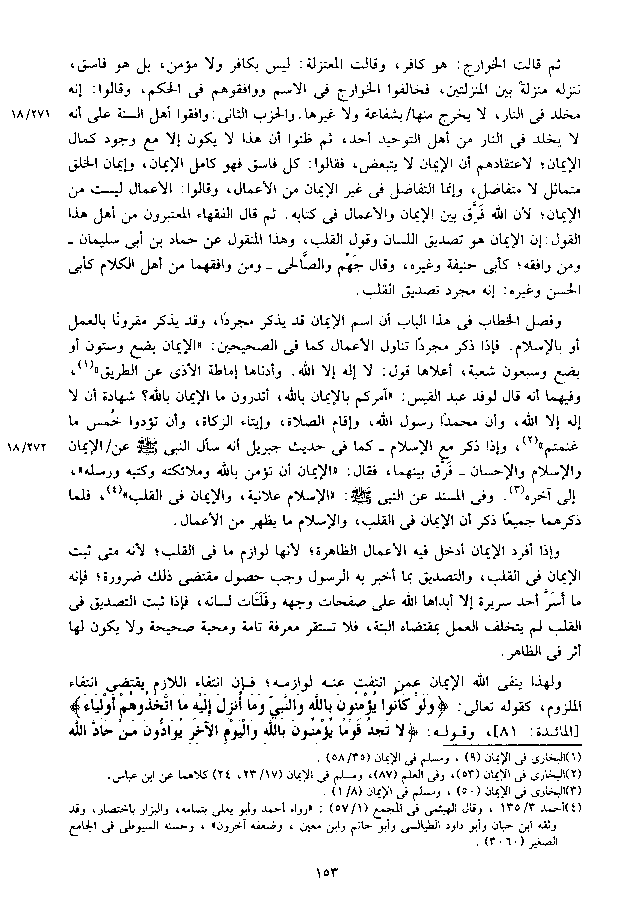 ثم قالت الخوارج: هو كافر، وقالت المعتزلة: ليس بكافر ولا مؤمن، بل هو فاسق،
ننزله منزلةً بين المنزلتين، فخالفوا الخوارج فى الاسم ووافقوهم فى الحكم، وقالوا: إنه
١٨/٢٧١ مخلد فى النار، لا يخرج منها/بشفاعة ولا غيرها. والحزب الثانى:وافقوا أهل السنة على أنه
لا يخلد فى النار من أهل التوحيد أحد، ثم ظنوا أن هذا لا يكون إلا مع وجود كمال
الإيمان؛ لاعتقادهم أن الإيمان لا يتبعض، فقالوا: كل فاسق فهو كامل الإيمان، وإيمان الخلق
متماثل لا متفاضل، وإنما التفاضل فى غير الإيمان من الأعمال، وقالوا: الأعمال ليست من
الإيمان؛ لأن الله فَرَّق بين الإيمان والأعمال فى كتابه. ثم قال الفقهاء المعتبرون من أهل هذا
القول:إن الإيمان هو تصديق اللسان وقول القلب، وهذا المنقول عن حماد بن أبى سليمان ـ
ومن وافقه؛ كأبى حنيفة وغيره، وقال جَهْم والصَّالحى ـ ومن وافقهما من أهل الكلام كأبى
الحسن وغيره: إنه مجرد تصديق القلب.
وفصل الخطاب فى هذا الباب أن اسم الإيمان قد يذكر مجردًا، وقد يذكر مقرونًا بالعمل
أو بالإسلام. فإذا ذكر مجردًا تناول الأعمال كما فى الصحيحين: «الإيمان بضع وستون أو
بضع وسبعون شعبة، أعلاها قول: لا إله إلا الله. وأدناها إماطة الأذى عن الطريق»(١)،
وفيهما أنه قال لوفد عبد القيس: «آمركم بالإيمان بالله، أتدرون ما الإيمان بالله؟ شهادة أن لا
إله إلا الله، وأن محمدًا رسول الله، وإقام الصلاة، وإيتاء الزكاة، وأن تؤدوا خُمس ما
١٨/٢٧٢ غنمتم»(٢)، وإذا ذكر مع الإسلام ـ كما فى حديث جبريل أنه سأل النبى ﷺ عن/الإيمان
والإسلام والإحسان ـ فَرَّق بينهما، فقال: «الإيمان أن تؤمن بالله وملائكته وكتبه ورسله»،
إلى آخره(٣). وفى المسند عن النبى ﷺ: «الإسلام علانية، والإيمان فى القلب»(٤)، فلما
ذكرهما جميعًا ذكر أن الإيمان فى القلب، والإسلام ما يظهر من الأعمال.
وإذا أفرد الإيمان أدخل فيه الأعمال الظاهرة؛ لأنها لوازم ما فى القلب؛ لأنه متى ثبت
الإيمان فى القلب، والتصديق بما أخبر به الرسول وجب حصول مقتضى ذلك ضرورة؛ فإنه
ما أسَرَّ أحد سريرة إلا أبداها الله على صفحات وجهه وفَلَتَات لسانه، فإذا ثبت التصديق فى
القلب لم يتخلف العمل بمقتضاه البتة، فلا تستقر معرفة تامة ومحبة صحيحة ولا يكون لها
أثر فى الظاهر.
ولهذا ينفى الله الإيمان عمن انتفت عنه لوازمه؛ فإن انتفاء اللازم يقتضى انتفاء
الملزوم، كقوله تعالى: ﴿وَلَوْ كَانُوا يُؤْمِنُونَ بِاللَّهِ وَالنَّبِيِّ وَمَا أُنزِلَ إِلَيْهِ مَا اتَّخَذُوهُمْ أَوْلِيَاءَ﴾
[المائدة: ٨١]، وقوله: ﴿لَا تَجِدُ قَوْمًا يُؤْمِنُونَ بِاللَّهِ وَالْيَوْمِ الْآخِرِ يُوَادُّونَ مَنْ حَادَّ اللَّهَ
(١)البخارى فى الإيمان (٩) ، ومسلم فى الإيمان (٥٨/٣٥) .
(٢)البخارى فى الإيمان (٥٣)، وفى العلم (٨٧)، ومسلم فى الإيمان (٢٣/١٧، ٢٤) كلاهما عن ابن عباس.
(٣)البخارى فى الإيمان (٥٠) ، ومسلم فى الإيمان (١/٨) .
(٤)أحمد ١٣٥/٣ ، وقال الهيثمى فى المجمع (٥٧/١) : «رواه أحمد وأبو يعلى بتمامه، والبزار باختصار، وقد
وثقه ابن حبان وأبو داود الطيالسى وأبو حاتم وابن معين ، وضعفه آخرون» ، وحسنه السيوطى فى الجامع
الصغير (٣٠٦٠) .
١٥٣